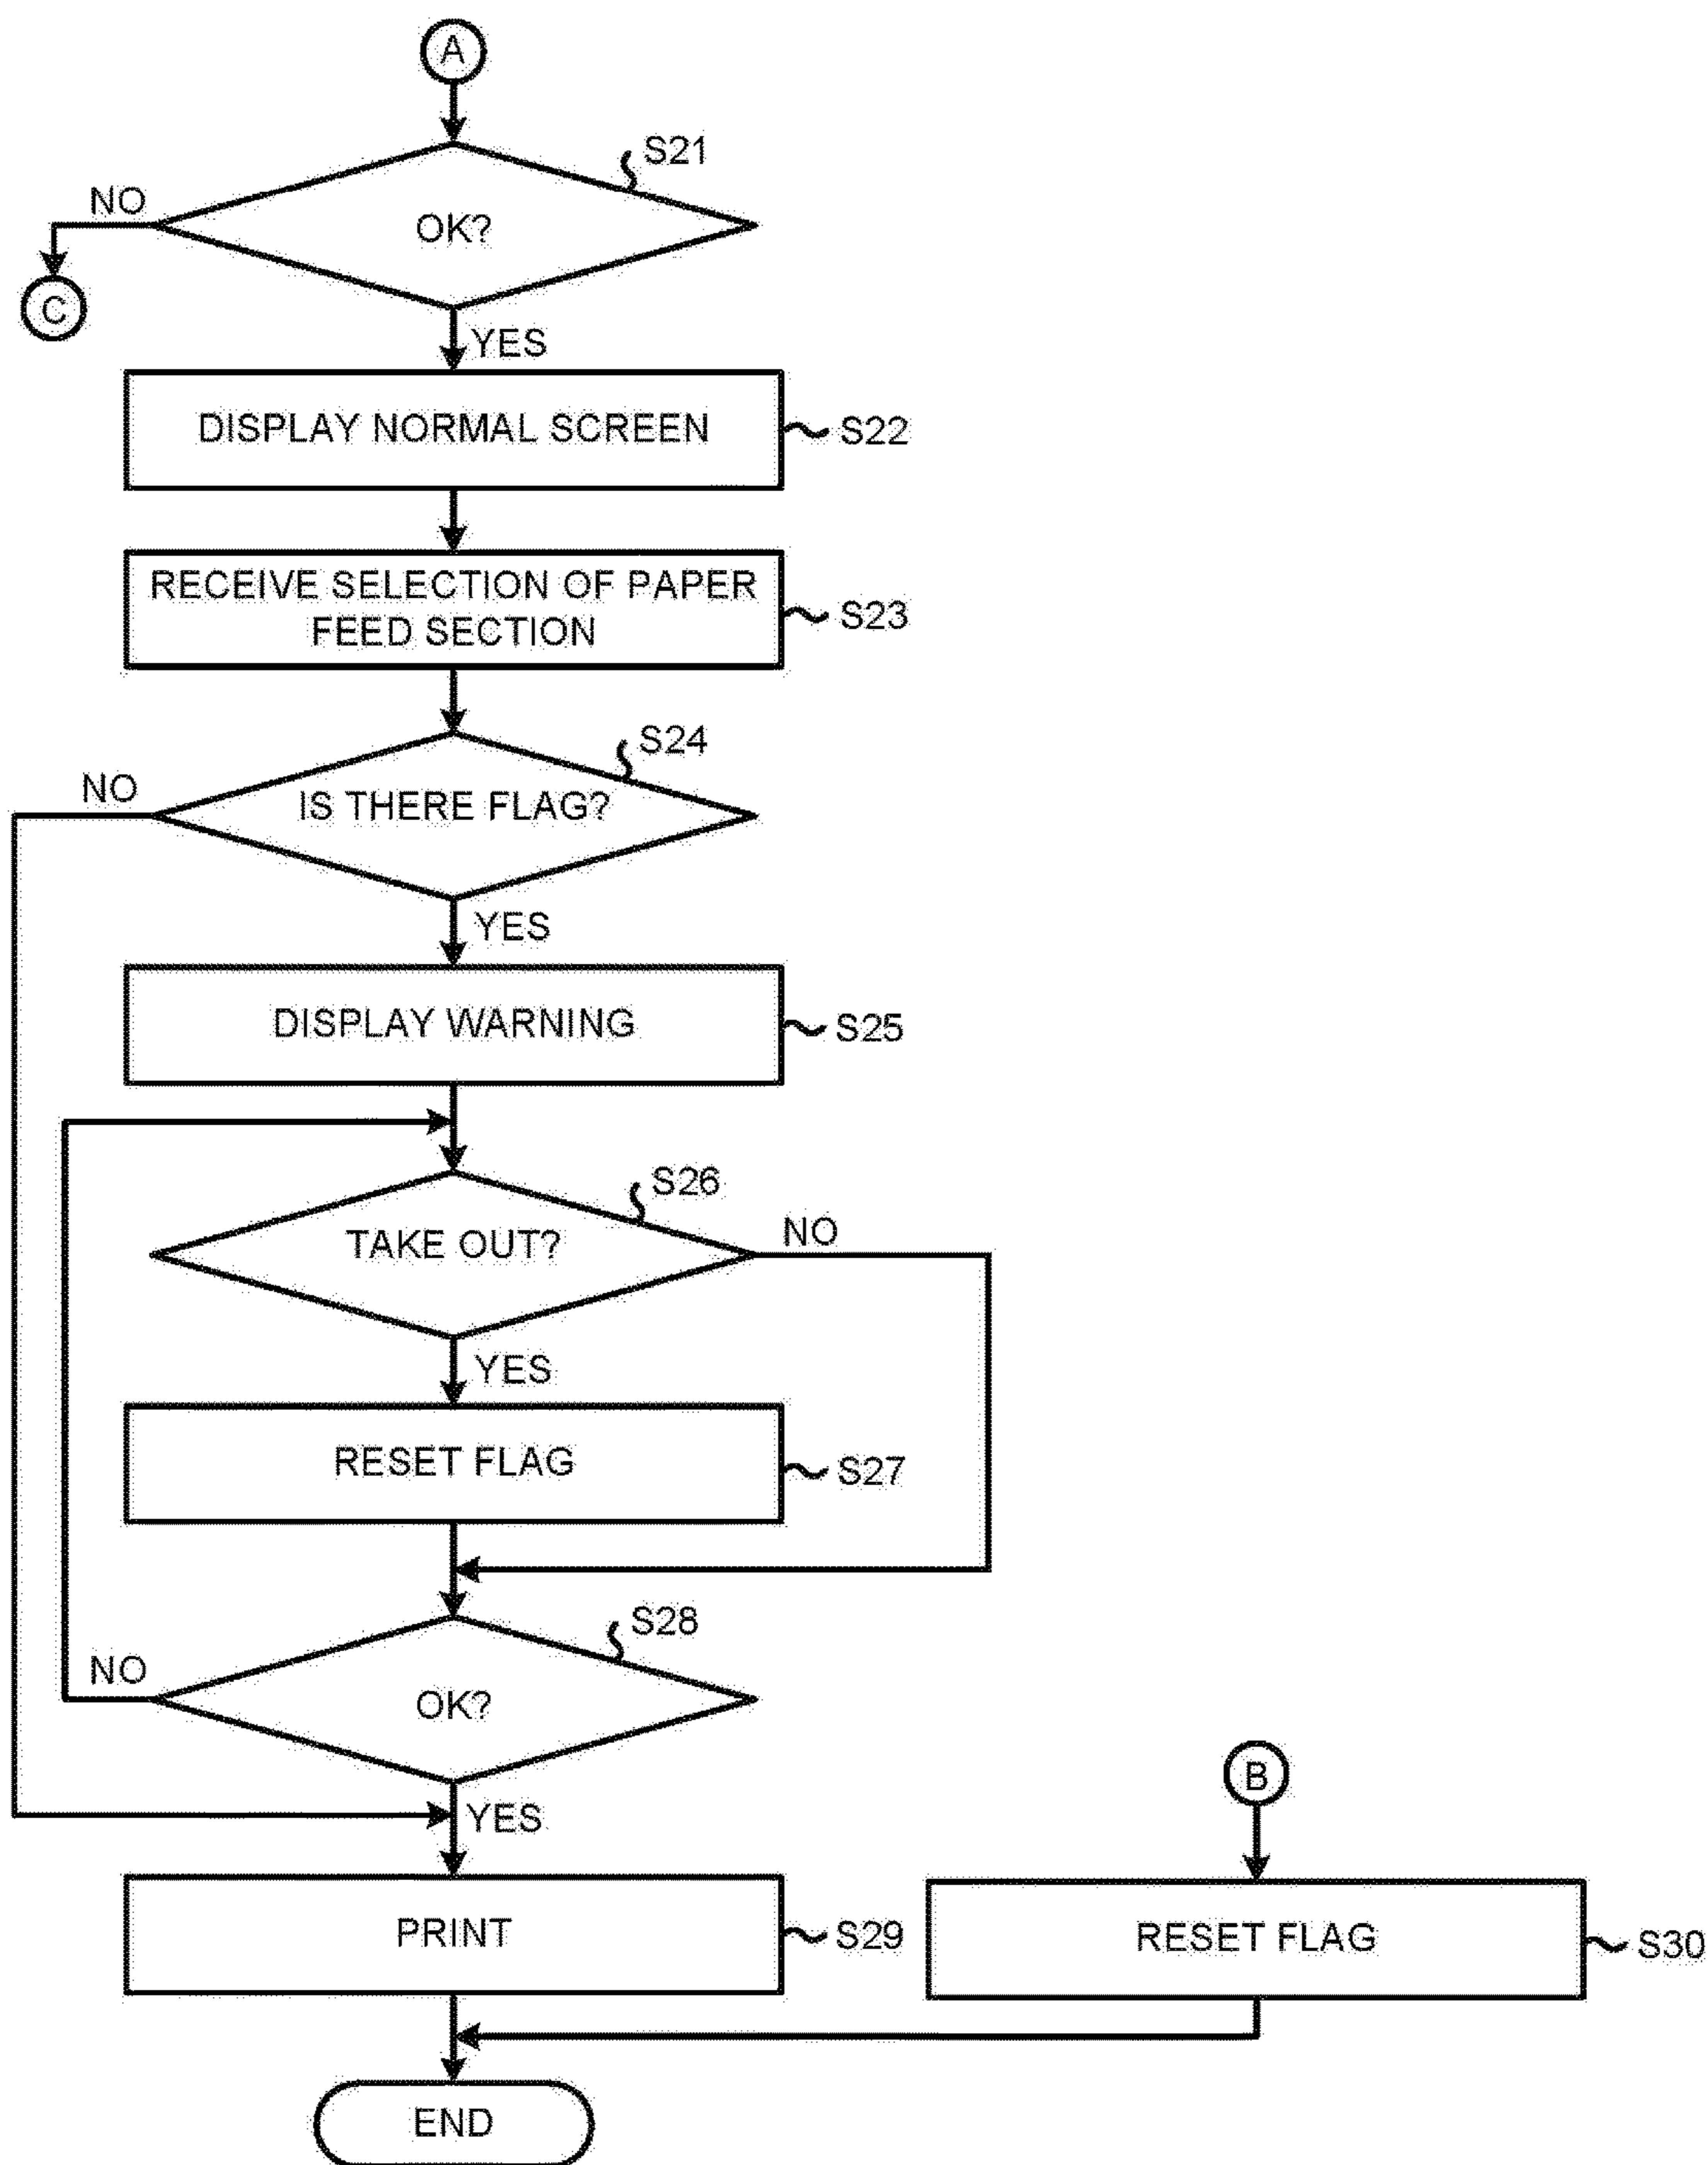 A
S21
NO
OK?
C
YES
DISPLAY NORMAL SCREEN
S22
RECEIVE SELECTION OF PAPER
FEED SECTION
S23
S24
NO
IS THERE FLAG?
YES
DISPLAY WARNING
S25
S26
TAKE OUT?
NO
YES
RESET FLAG
S27
S28
NO
OK?
B
YES
PRINT
S29
RESET FLAG
S30
END